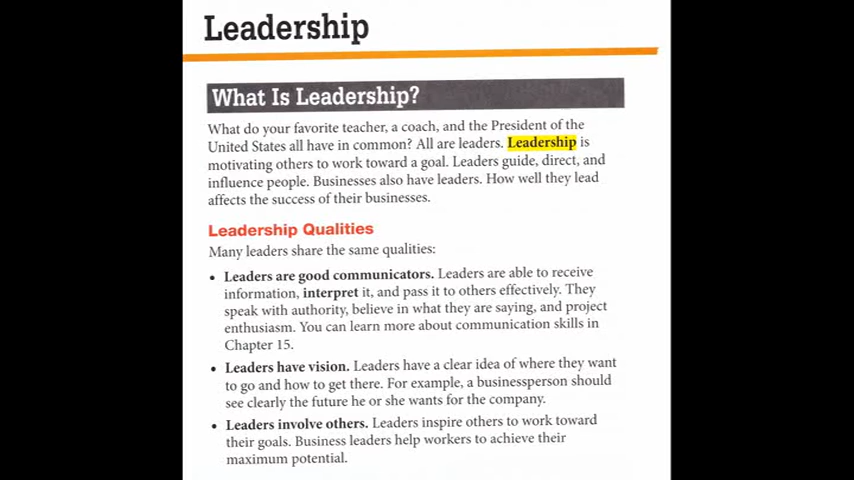 Leadership
What Is Leadership?
What do your favorite teacher, a coach, and the President of the
United States all have in common? All are leaders. Leadership is
motivating others to work toward a goal. Leaders guide, direct, and
influence people. Businesses also have leaders. How well they lead
affects the success of their businesses.
Leadership Qualities
Many leaders share the same qualities:
• Leaders are good communicators. Leaders are able to receive
information, interpret it, and pass it to others effectively. They
speak with authority, believe in what they are saying, and project
enthusiasm. You can learn more about communication skills in
Chapter 15.
• Leaders have vision. Leaders have a clear idea of where they want
to go and how to get there. For example, a businessperson should
see clearly the future he or she wants for the company.
• Leaders involve others. Leaders inspire others to work toward
their goals. Business leaders help workers to achieve their
maximum potential.